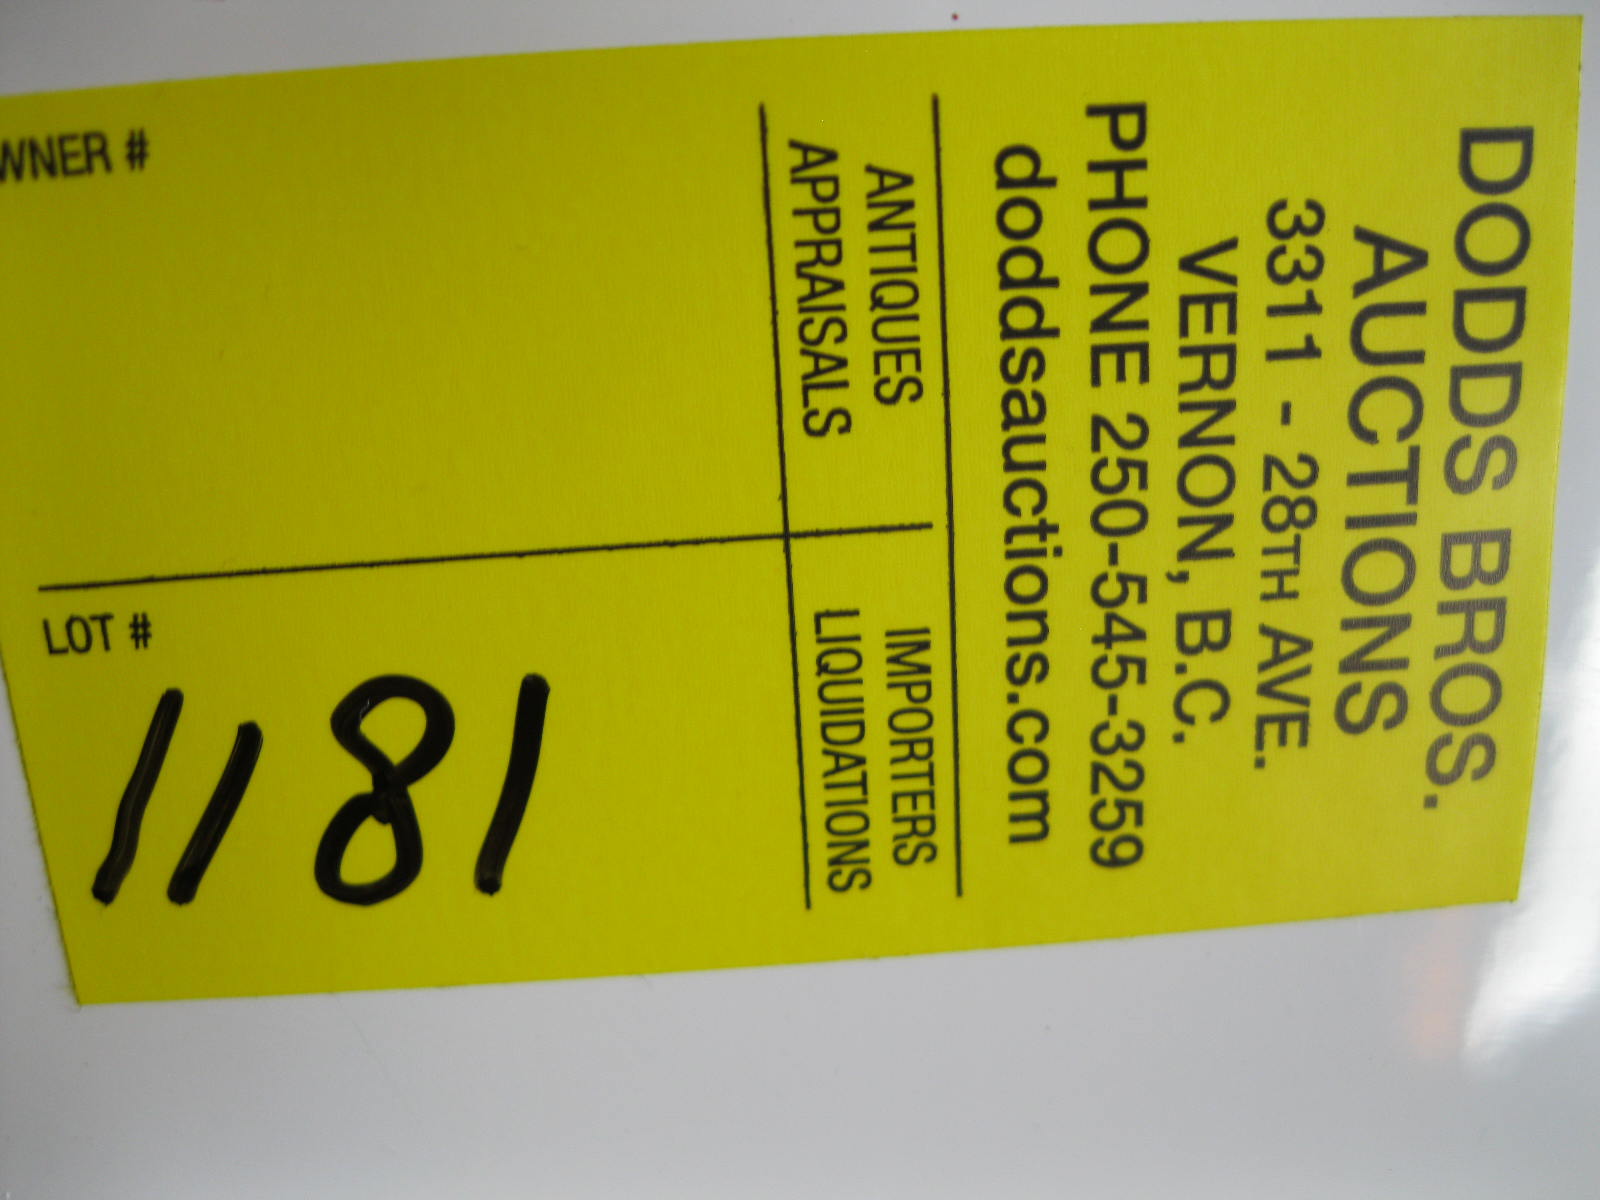 DODDS BROS.
AUCTIONS
3311 - 28TH AVE.
VERNON, B.C.
PHONE 250-545-3259
doddsauctions.com
ANTIQUES
APPRAISALS
IMPORTERS
LIQUIDATIONS
WNER #
LOT #
1181